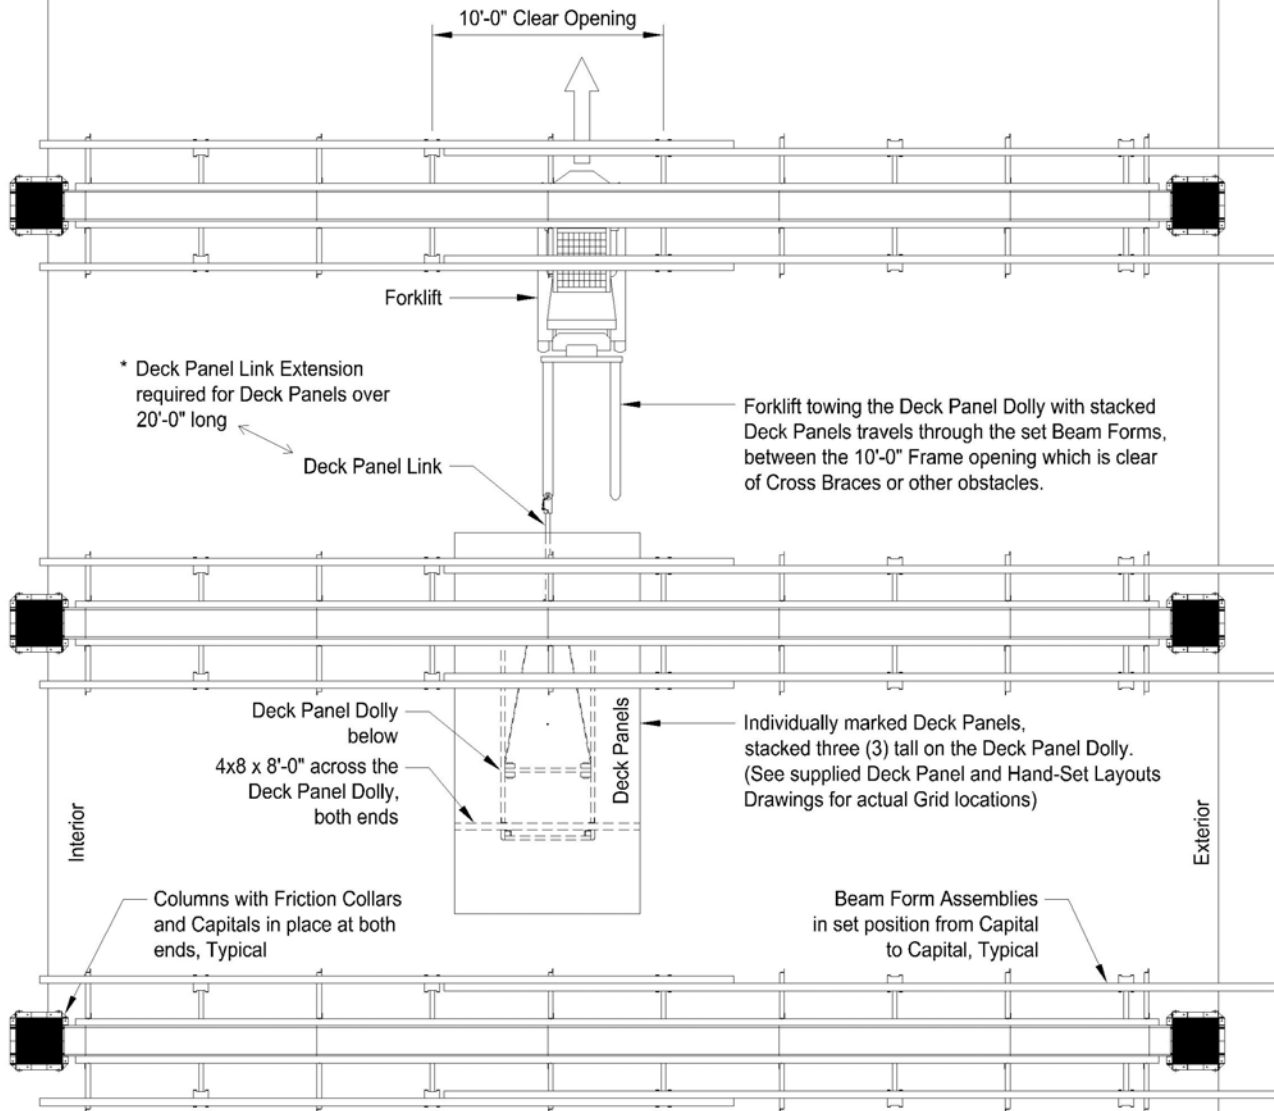 10'-0" Clear Opening
Forklift
* Deck Panel Link Extension
required for Deck Panels over
20'-0" long
Deck Panel Link
Forklift towing the Deck Panel Dolly with stacked
Deck Panels travels through the set Beam Forms,
between the 10'-0" Frame opening which is clear
of Cross Braces or other obstacles.
Deck Panel Dolly
below
4x8 x 8'-0" across the
Deck Panel Dolly,
both ends
Deck Panels
Individually marked Deck Panels,
stacked three (3) tall on the Deck Panel Dolly.
(See supplied Deck Panel and Hand-Set Layouts
Drawings for actual Grid locations)
Interior
Exterior
Columns with Friction Collars
and Capitals in place at both
ends, Typical
Beam Form Assemblies
in set position from Capital
to Capital, Typical